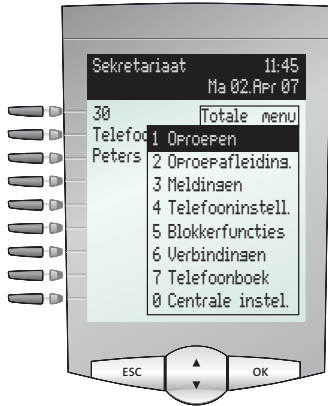 Sekretariaat 11:45
Ma 02.Apr 07
30 Totale menu
Telefoo
Peters
1 Oproepen
2 Oproepafleiding.
3 Meldingen
4 Telefooninstell.
5 Blokkerfuncties
6 Verbindingen
7 Telefoonboek
0 Centrale instel.
ESC OK